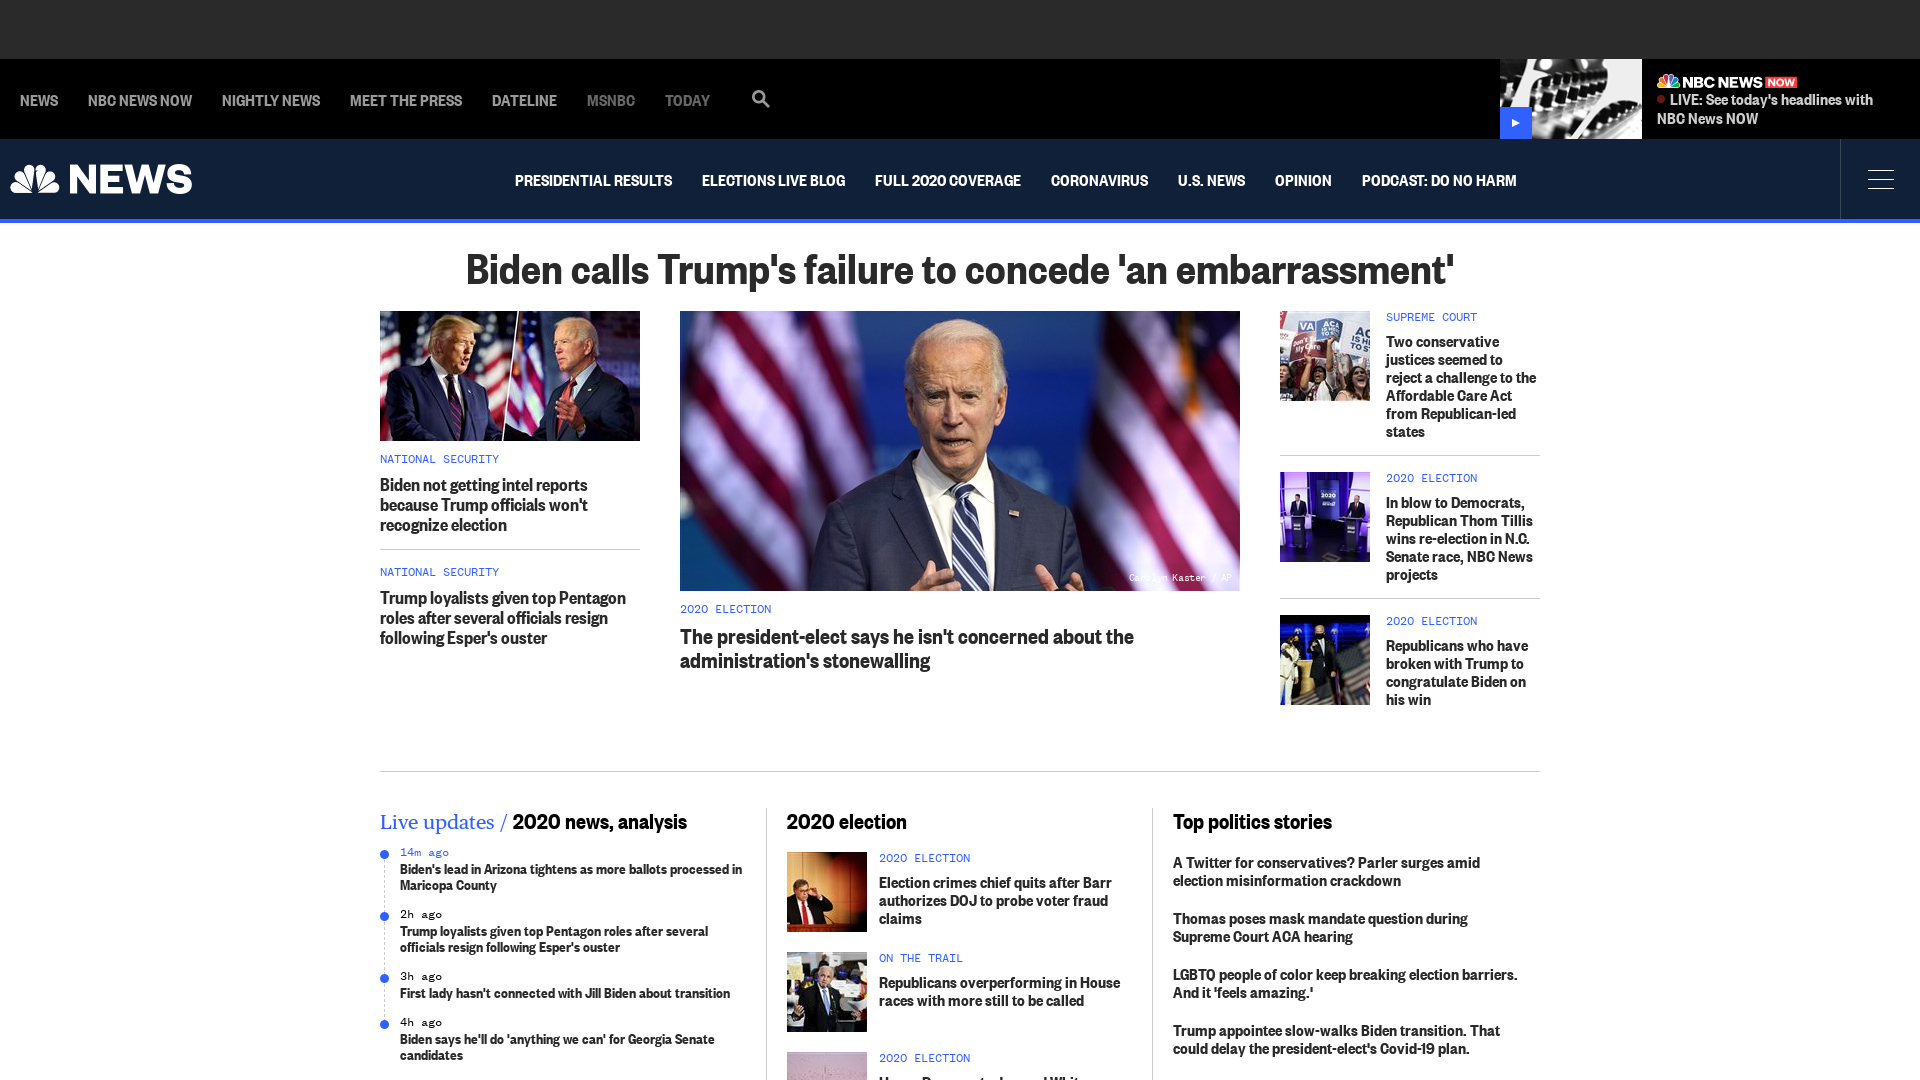 NEWS NBC NEWS NOW NIGHTLY NEWS MEET THE PRESS DATELINE MSNBC TODAY
NBC NEWS NOW
LIVE: See today's headlines with
NBC News NOW
NEWS
PRESIDENTIAL RESULTS ELECTIONS LIVE BLOG FULL 2020 COVERAGE CORONAVIRUS U.S. NEWS OPINION PODCAST: DO NO HARM
Biden calls Trump's failure to concede 'an embarrassment'
NATIONAL SECURITY
Biden not getting intel reports
because Trump officials won't
recognize election
NATIONAL SECURITY
Trump loyalists given top Pentagon
roles after several officials resign
following Esper's ouster
Carolyn Kaster / AP
2020 ELECTION
The president-elect says he isn't concerned about the
administration's stonewalling
SUPREME COURT
Two conservative
justices seemed to
reject a challenge to the
Affordable Care Act
from Republican-led
states
2020 ELECTION
In blow to Democrats,
Republican Thom Tillis
wins re-election in N.C.
Senate race, NBC News
projects
2020 ELECTION
Republicans who have
broken with Trump to
congratulate Biden on
his win
Live updates / 2020 news, analysis
14m ago
Biden's lead in Arizona tightens as more ballots processed in
Maricopa County
2h ago
Trump loyalists given top Pentagon roles after several
officials resign following Esper's ouster
3h ago
First lady hasn't connected with Jill Biden about transition
4h ago
Biden says he'll do 'anything we can' for Georgia Senate
candidates
2020 election
2020 ELECTION
Election crimes chief quits after Barr
authorizes DOJ to probe voter fraud
claims
ON THE TRAIL
Republicans overperforming in House
races with more still to be called
2020 ELECTION
Top politics stories
A Twitter for conservatives? Parler surges amid
election misinformation crackdown
Thomas poses mask mandate question during
Supreme Court ACA hearing
LGBTQ people of color keep breaking election barriers.
And it 'feels amazing.'
Trump appointee slow-walks Biden transition. That
could delay the president-elect's Covid-19 plan.